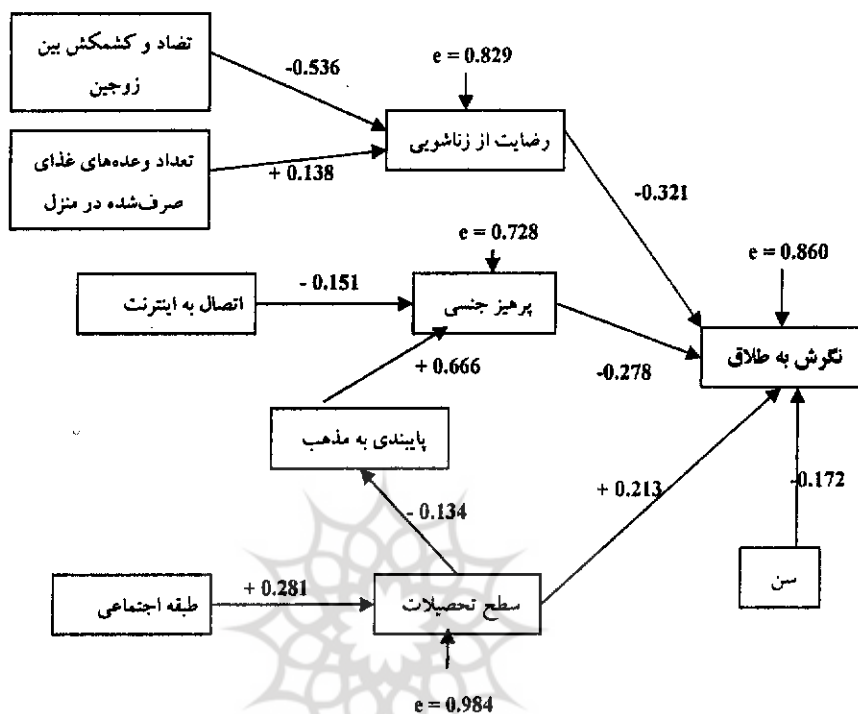 تضاد و کشمکش بین
زوجین
-0.536
e = 0.829
تعداد وعده‌های غذای
صرف‌شده در منزل
+ 0.138
رضایت از زناشویی
-0.321
e = 0.728
e = 0.860
اتصال به اینترنت
- 0.151
پرهیز جنسی
-0.278
نگرش به طلاق
+ 0.666
پایبندی به مذهب
- 0.134
+ 0.213
-0.172
طبقه اجتماعی
+ 0.281
سطح تحصیلات
سن
e = 0.984